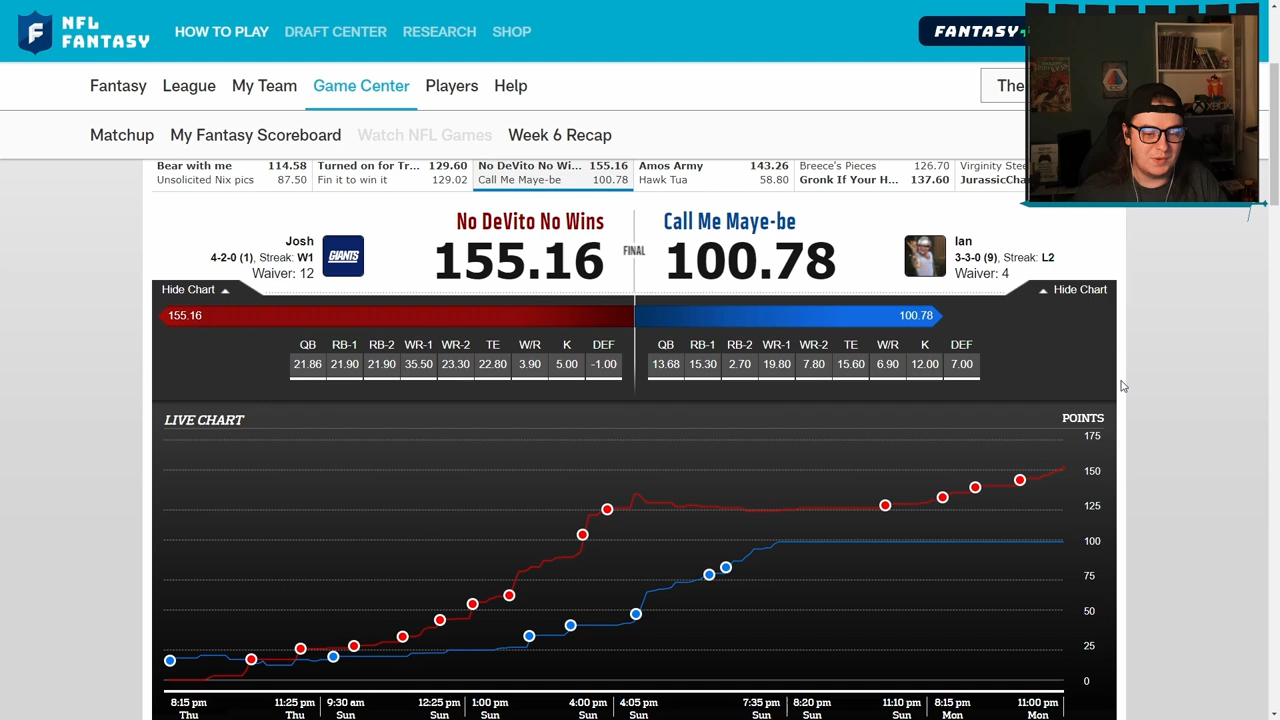 NFL FANTASY HOW TO PLAY DRAFT CENTER RESEARCH SHOP FANTASY+
Fantasy League My Team Game Center Players Help The
Matchup My Fantasy Scoreboard Watch NFL Games Week 6 Recap
Bear with me 114.58 Turned on for Tr... 129.60 No DeVito No Wi... 155.16 Amos Army 143.26 Breece's Pieces 126.70 Virginity Stee
Unsolicited Nix pics 87.50 Fin it to win it 129.02 Call Me Maye-be 100.78 Hawk Tua 58.80 Gronk If Your H... 137.60 JurassicCha
No DeVito No Wins Call Me Maye-be
Josh 155.16 FINAL 100.78 Ian
4-2-0 (1), Streak: W1 GIANTS 3-3-0 (9), Streak: L2
Waiver: 12 Waiver: 4
Hide Chart Hide Chart
155.16 100.78
QB RB-1 RB-2 WR-1 WR-2 TE W/R K DEF QB RB-1 RB-2 WR-1 WR-2 TE W/R K DEF
21.86 21.90 21.90 35.50 23.30 22.80 3.90 5.00 -1.00 13.68 15.30 2.70 19.80 7.80 15.60 6.90 12.00 7.00
LIVE CHART POINTS
175
150
125
100
75
50
25
0
8:15 pm 11:25 pm 9:30 am 12:25 pm 1:00 pm 4:00 pm 4:05 pm 7:35 pm 8:20 pm 11:10 pm 8:15 pm 11:00 pm
Thu Thu Sun Sun Sun Sun Sun Sun Sun Sun Mon Mon